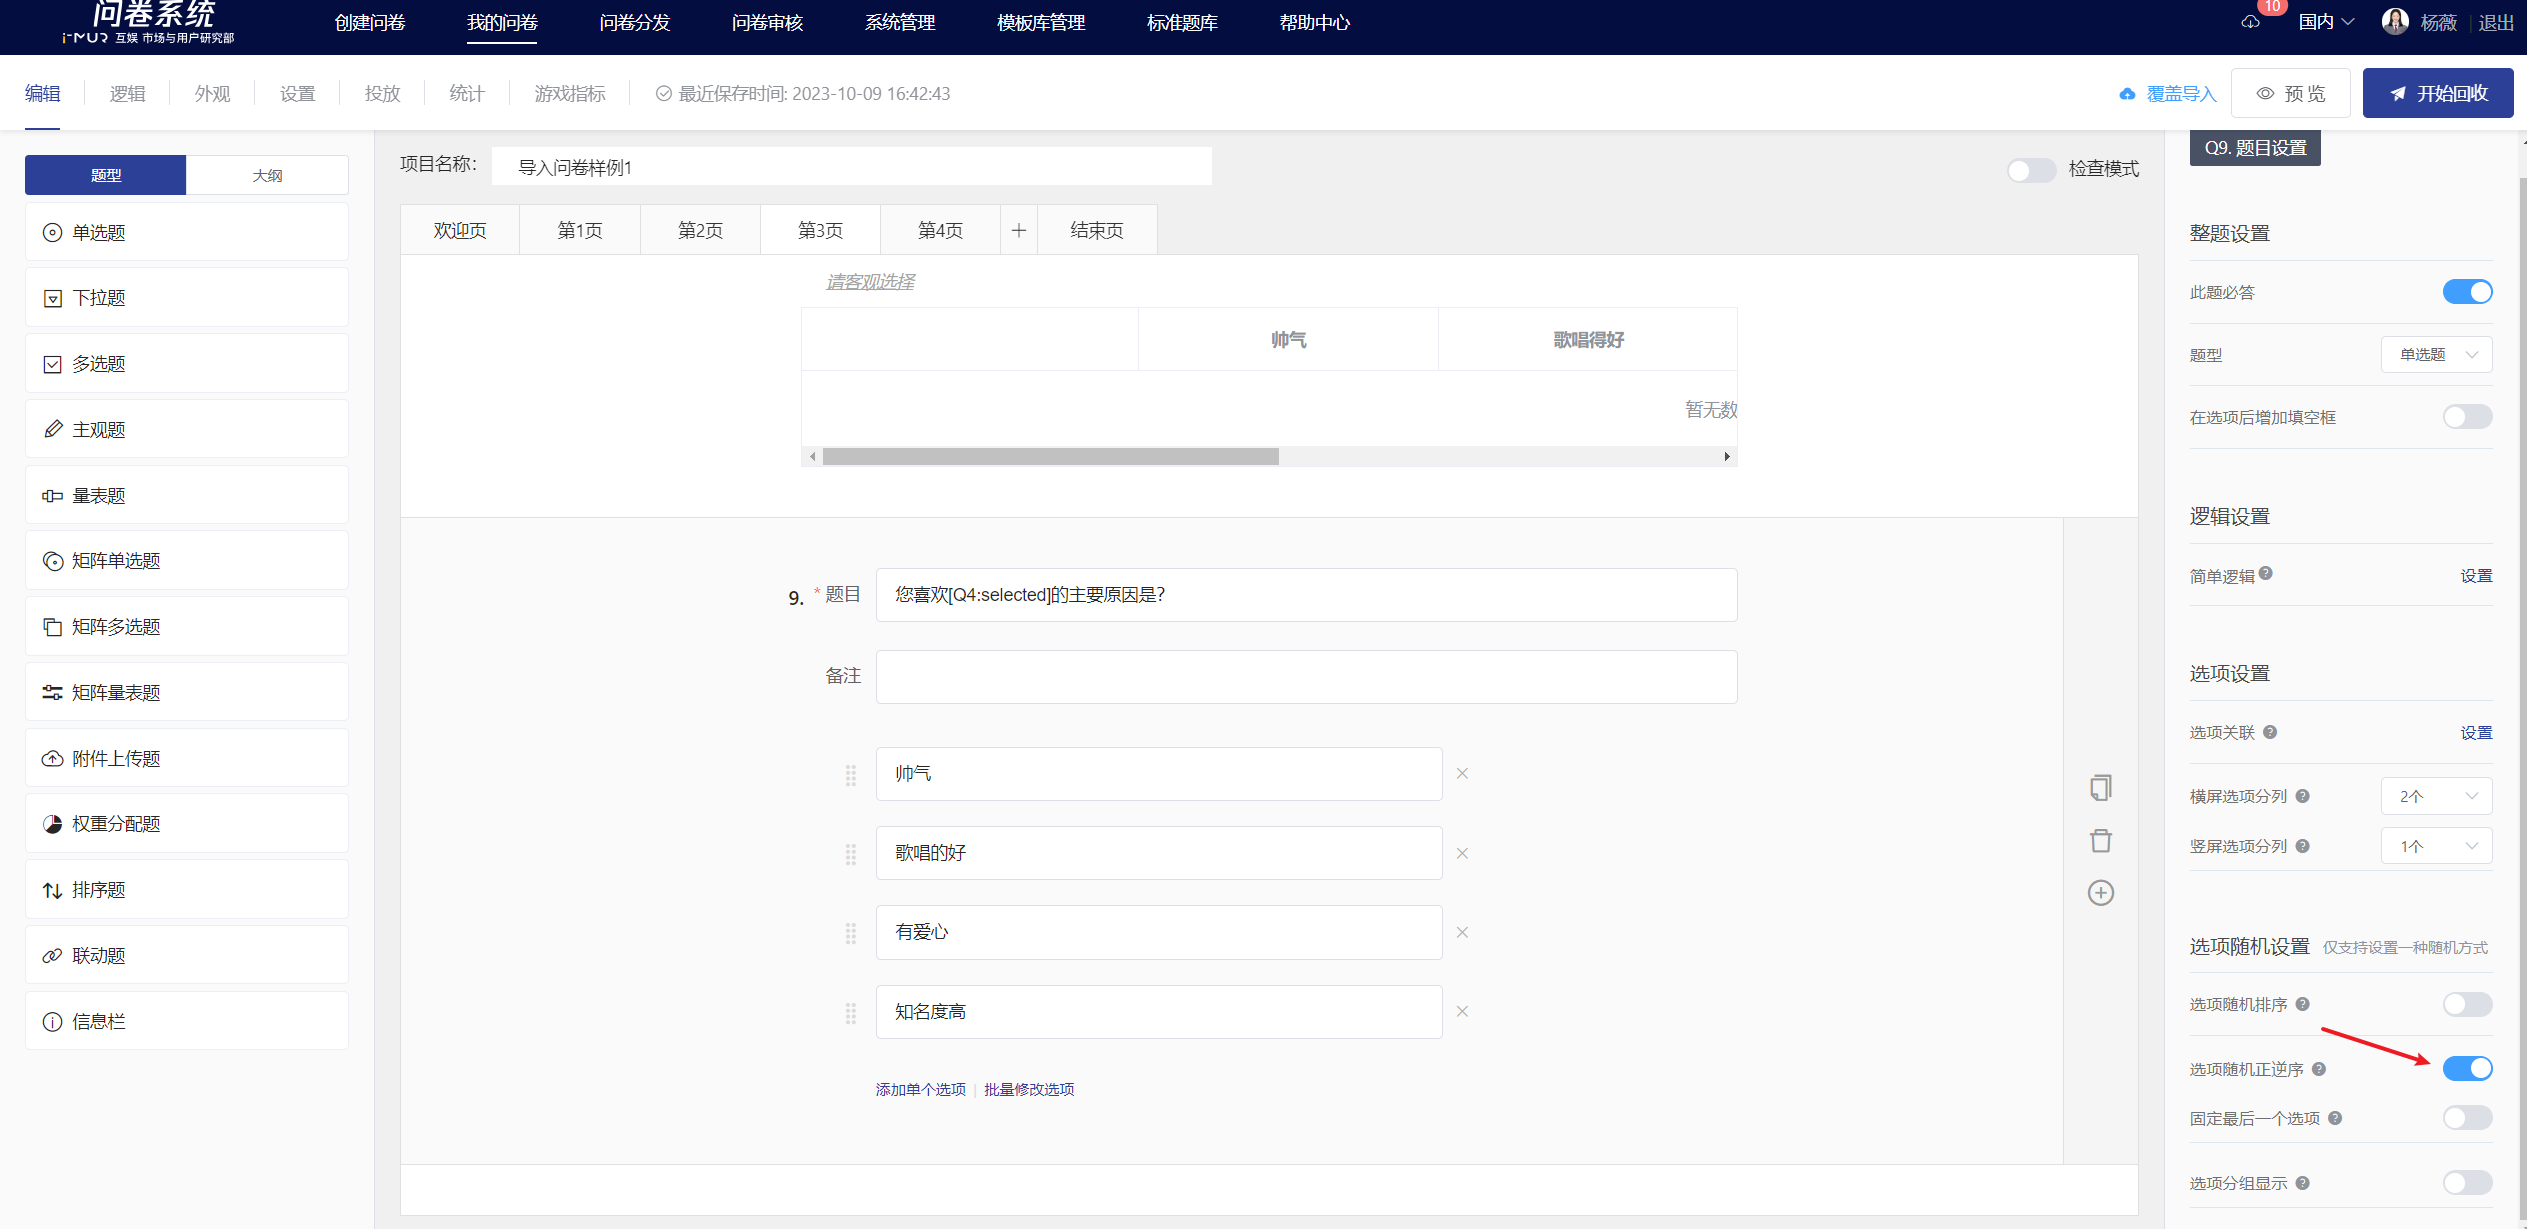 问卷系统
i-MUR 互娱 市场与用户研究部
创建问卷
我的问卷
问卷分发
问卷审核
系统管理
模板库管理
标准题库
帮助中心
10
国内
杨薇
退出
编辑
逻辑
外观
设置
投放
统计
游戏指标
最近保存时间: 2023-10-09 16:42:43
覆盖导入
预 览
开始回收
题型
大纲
单选题
下拉题
多选题
主观题
量表题
矩阵单选题
矩阵多选题
矩阵量表题
附件上传题
权重分配题
排序题
联动题
信息栏
项目名称:
导入问卷样例1
检查模式
欢迎页
第1页
第2页
第3页
第4页
结束页
请客观选择
帅气
歌唱得好
暂无数
9. * 题目
您喜欢[Q4:selected]的主要原因是？
备注
帅气
歌唱的好
有爱心
知名度高
添加单个选项 | 批量修改选项
Q9. 题目设置
整题设置
此题必答
题型
单选题
在选项后增加填空框
逻辑设置
简单逻辑
设置
选项设置
选项关联
设置
横屏选项分列
2个
竖屏选项分列
1个
选项随机设置 仅支持设置一种随机方式
选项随机排序
选项随机正逆序
固定最后一个选项
选项分组显示